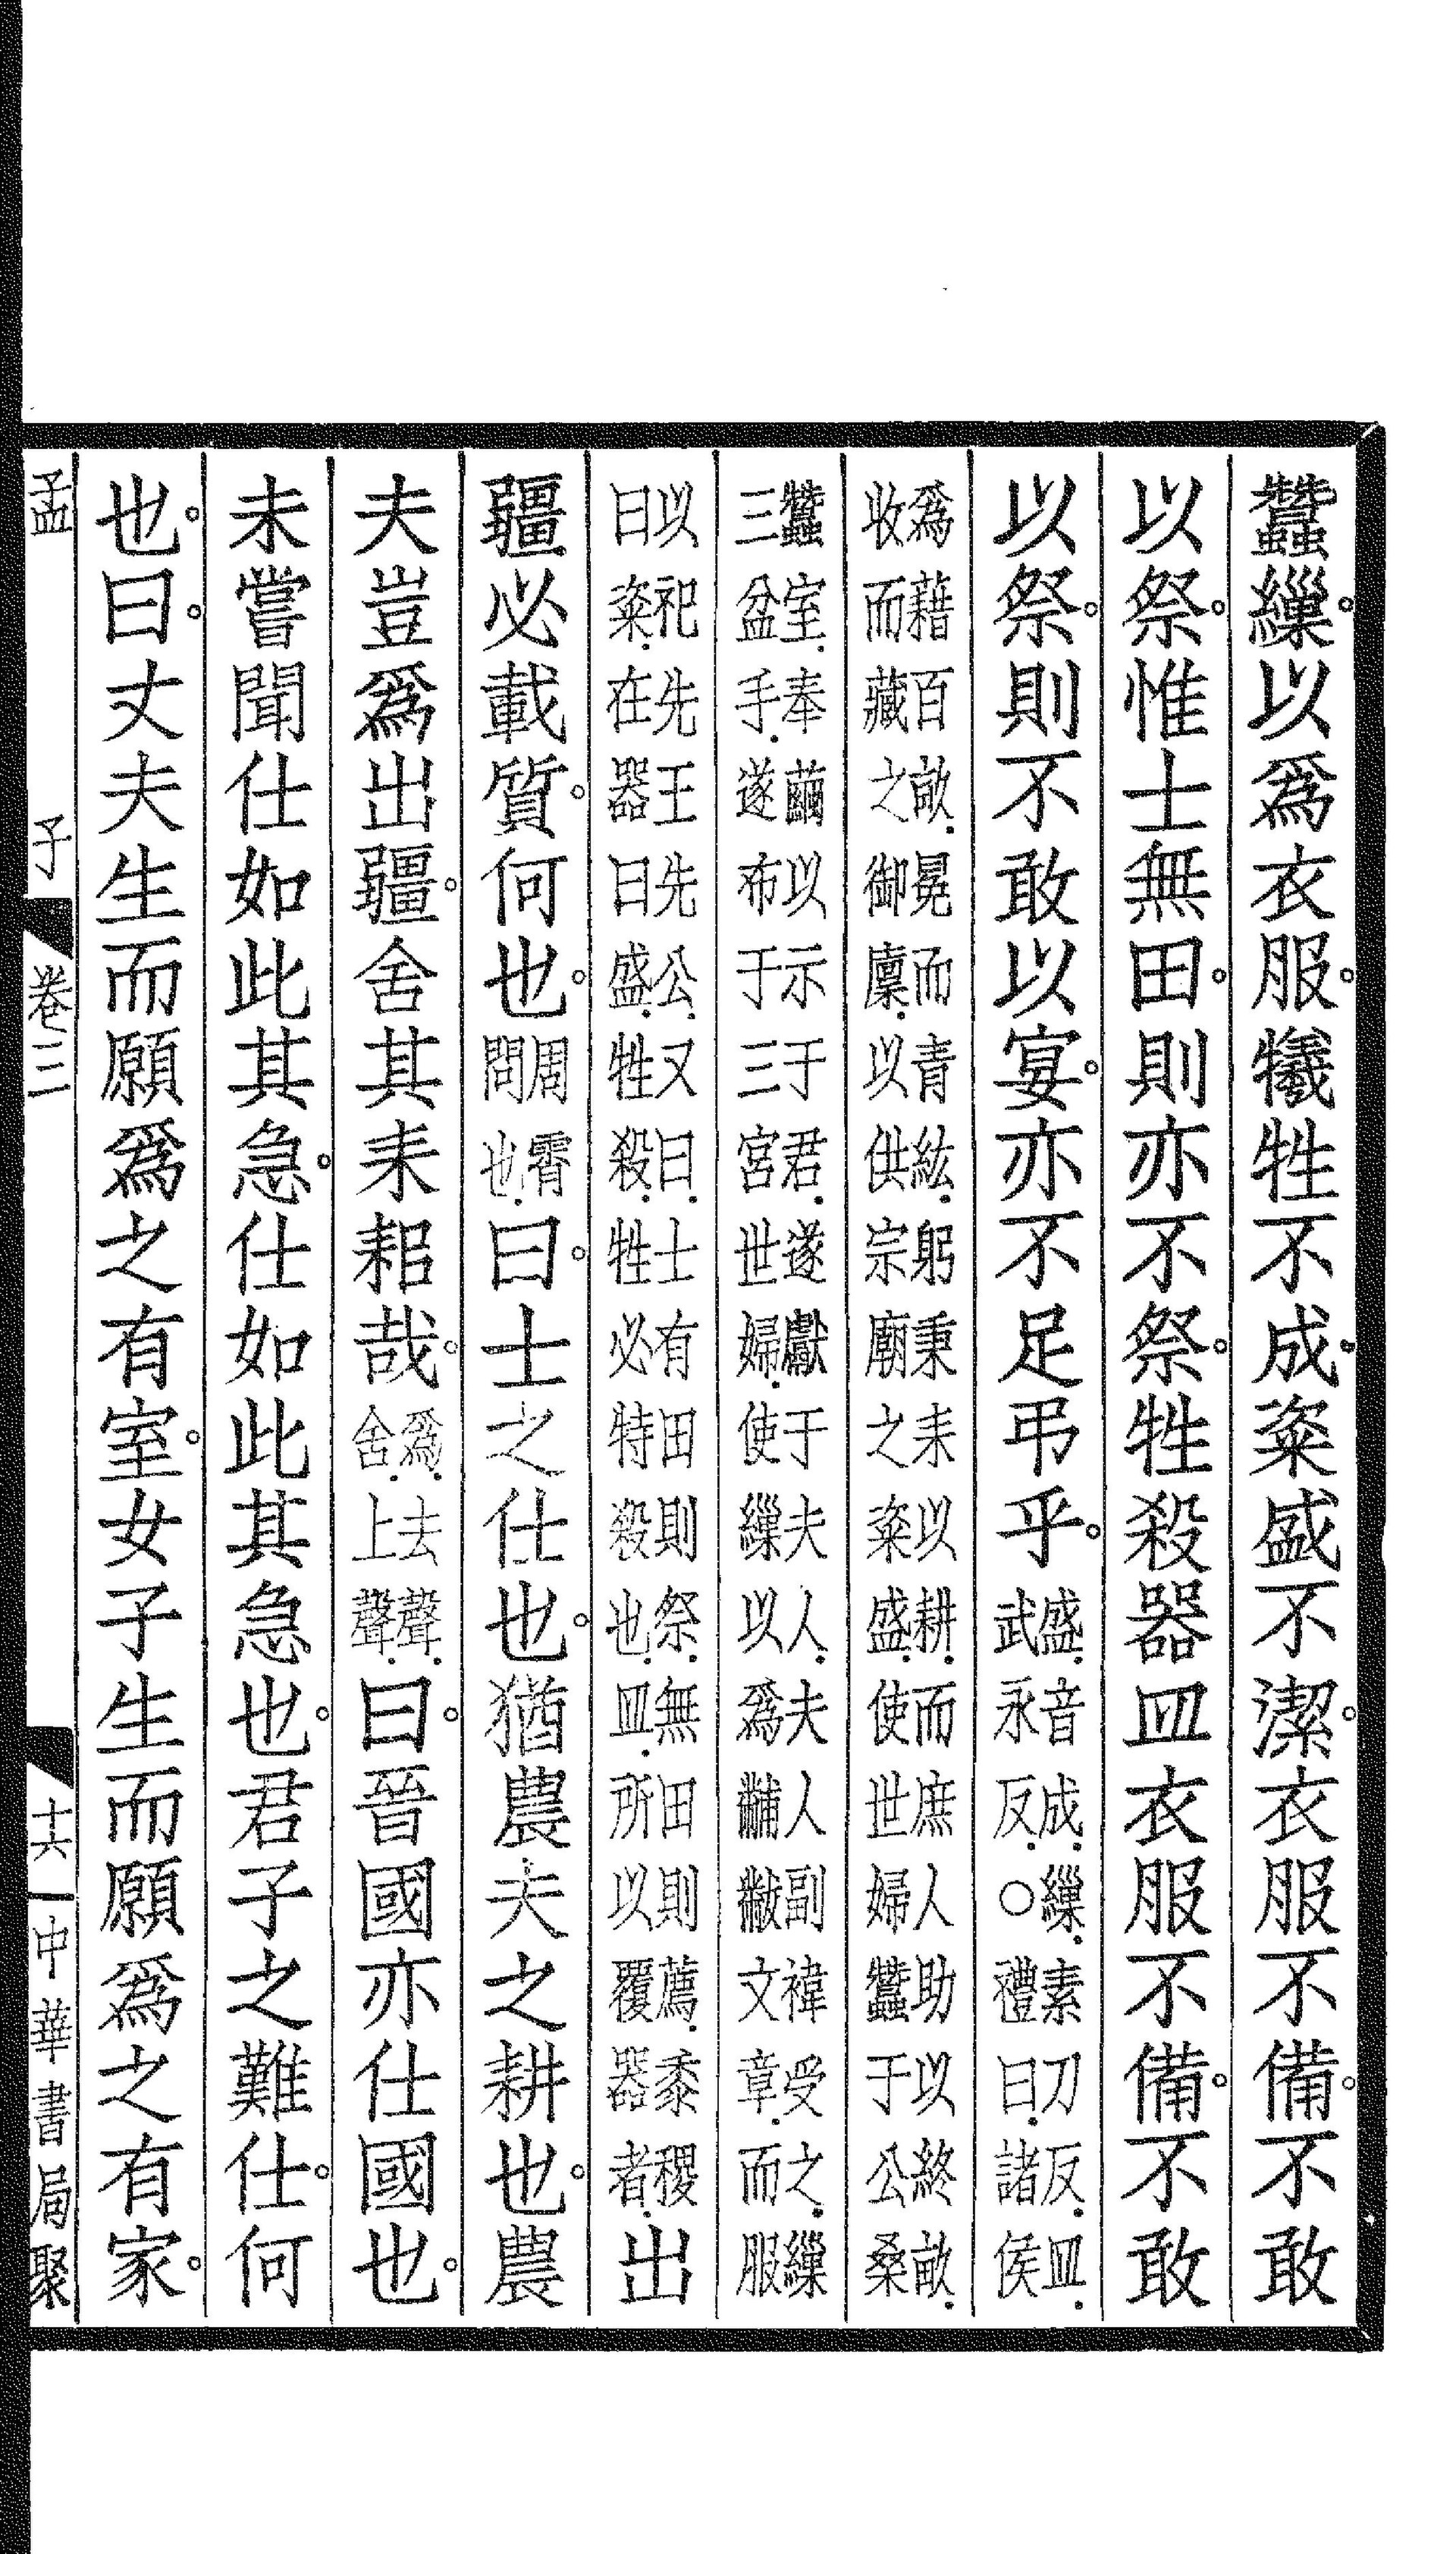 蠶繅。以爲衣服。犧牲不成。粢盛不潔。衣服不備。不敢
以祭。惟士無田。則亦不祭。牲殺器皿衣服不備。不敢
以祭。則不敢以宴。亦不足弔乎。
盛.音成.繅.素刀反.皿.
武永反.○禮曰.諸侯
爲藉百畝.冕而青紘.躬秉耒以耕.而庶人助以終畝.
收而藏之御廩.以供宗廟之粢盛.使世婦蠶于公桑
蠶室.奉繭以示于君.遂獻于夫人.夫人副褘受之.繅
三盆手.遂布于三宮世婦.使繅以爲黼黻文章.而服
以祀先王先公.又曰.士有田則祭.無田則薦.黍稷
曰粢.在器曰盛.牲殺.牲必特殺也.皿.所以覆器者.
出
疆必載質。何也。
周霄
問也.
曰。士之仕也。猶農夫之耕也。農
夫豈爲出疆。舍其耒耜哉。
爲.去聲.
舍.上聲.
曰。晉國亦仕國也。
未嘗聞仕如此其急。仕如此其急也。君子之難仕。何
也。曰。丈夫生而願爲之有室。女子生而願爲之有家。
孟子 卷三 十六 中華書局聚